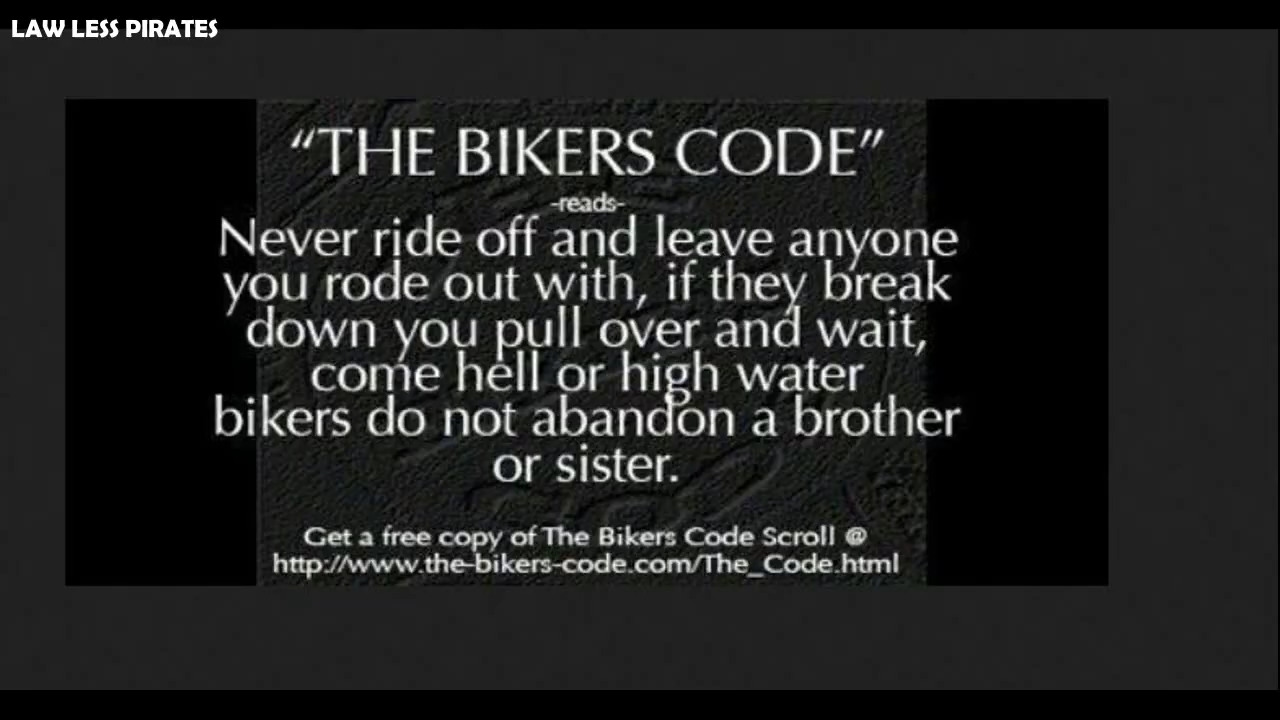 LAW LESS PIRATES
“THE BIKERS CODE”
-reads-
Never ride off and leave anyone
you rode out with, if they break
down you pull over and wait,
come hell or high water
bikers do not abandon a brother
or sister.
Get a free copy of The Bikers Code Scroll @
http://www.the-bikers-code.com/The_Code.html